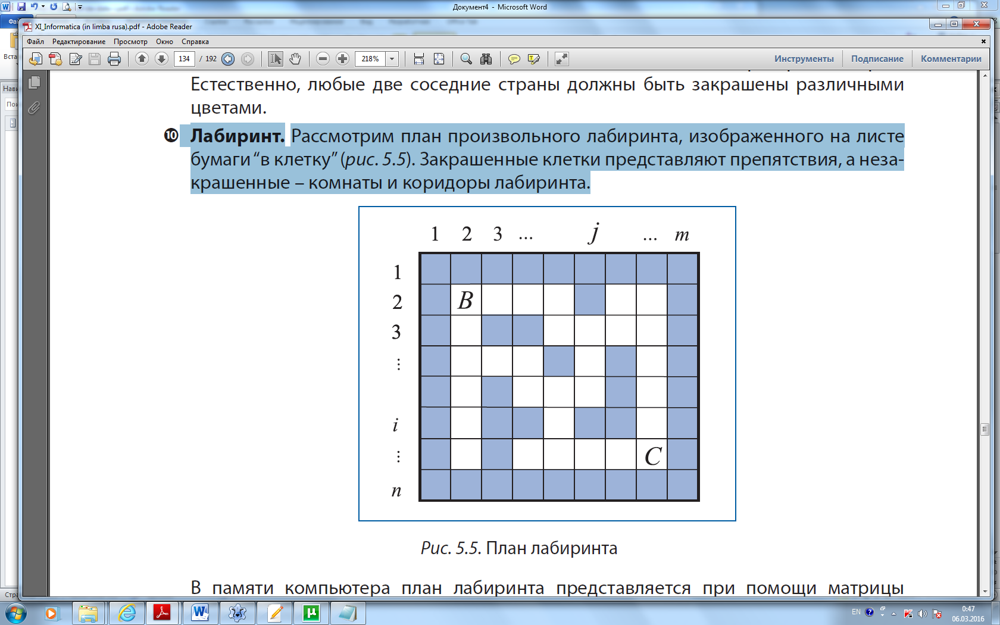 Документ4 - Microsoft Word
XI_Informatica (in limba rusa).pdf - Adobe Reader
Файл Редактирование Просмотр Окно Справка
134 / 192 218% Инструменты Подписание Комментарии
Естественно, любые две соседние страны должны быть закрашены различными
цветами.
10 Лабиринт. Рассмотрим план произвольного лабиринта, изображенного на листе
бумаги “в клетку” (рис. 5.5). Закрашенные клетки представляют препятствия, а неза-
крашенные – комнаты и коридоры лабиринта.
1 2 3 ... j ... m
1
2 B
3
⋮
i
⋮ C
n
Рис. 5.5. План лабиринта
В памяти компьютера план лабиринта представляется при помощи матрицы
EN 0:47
06.03.2016